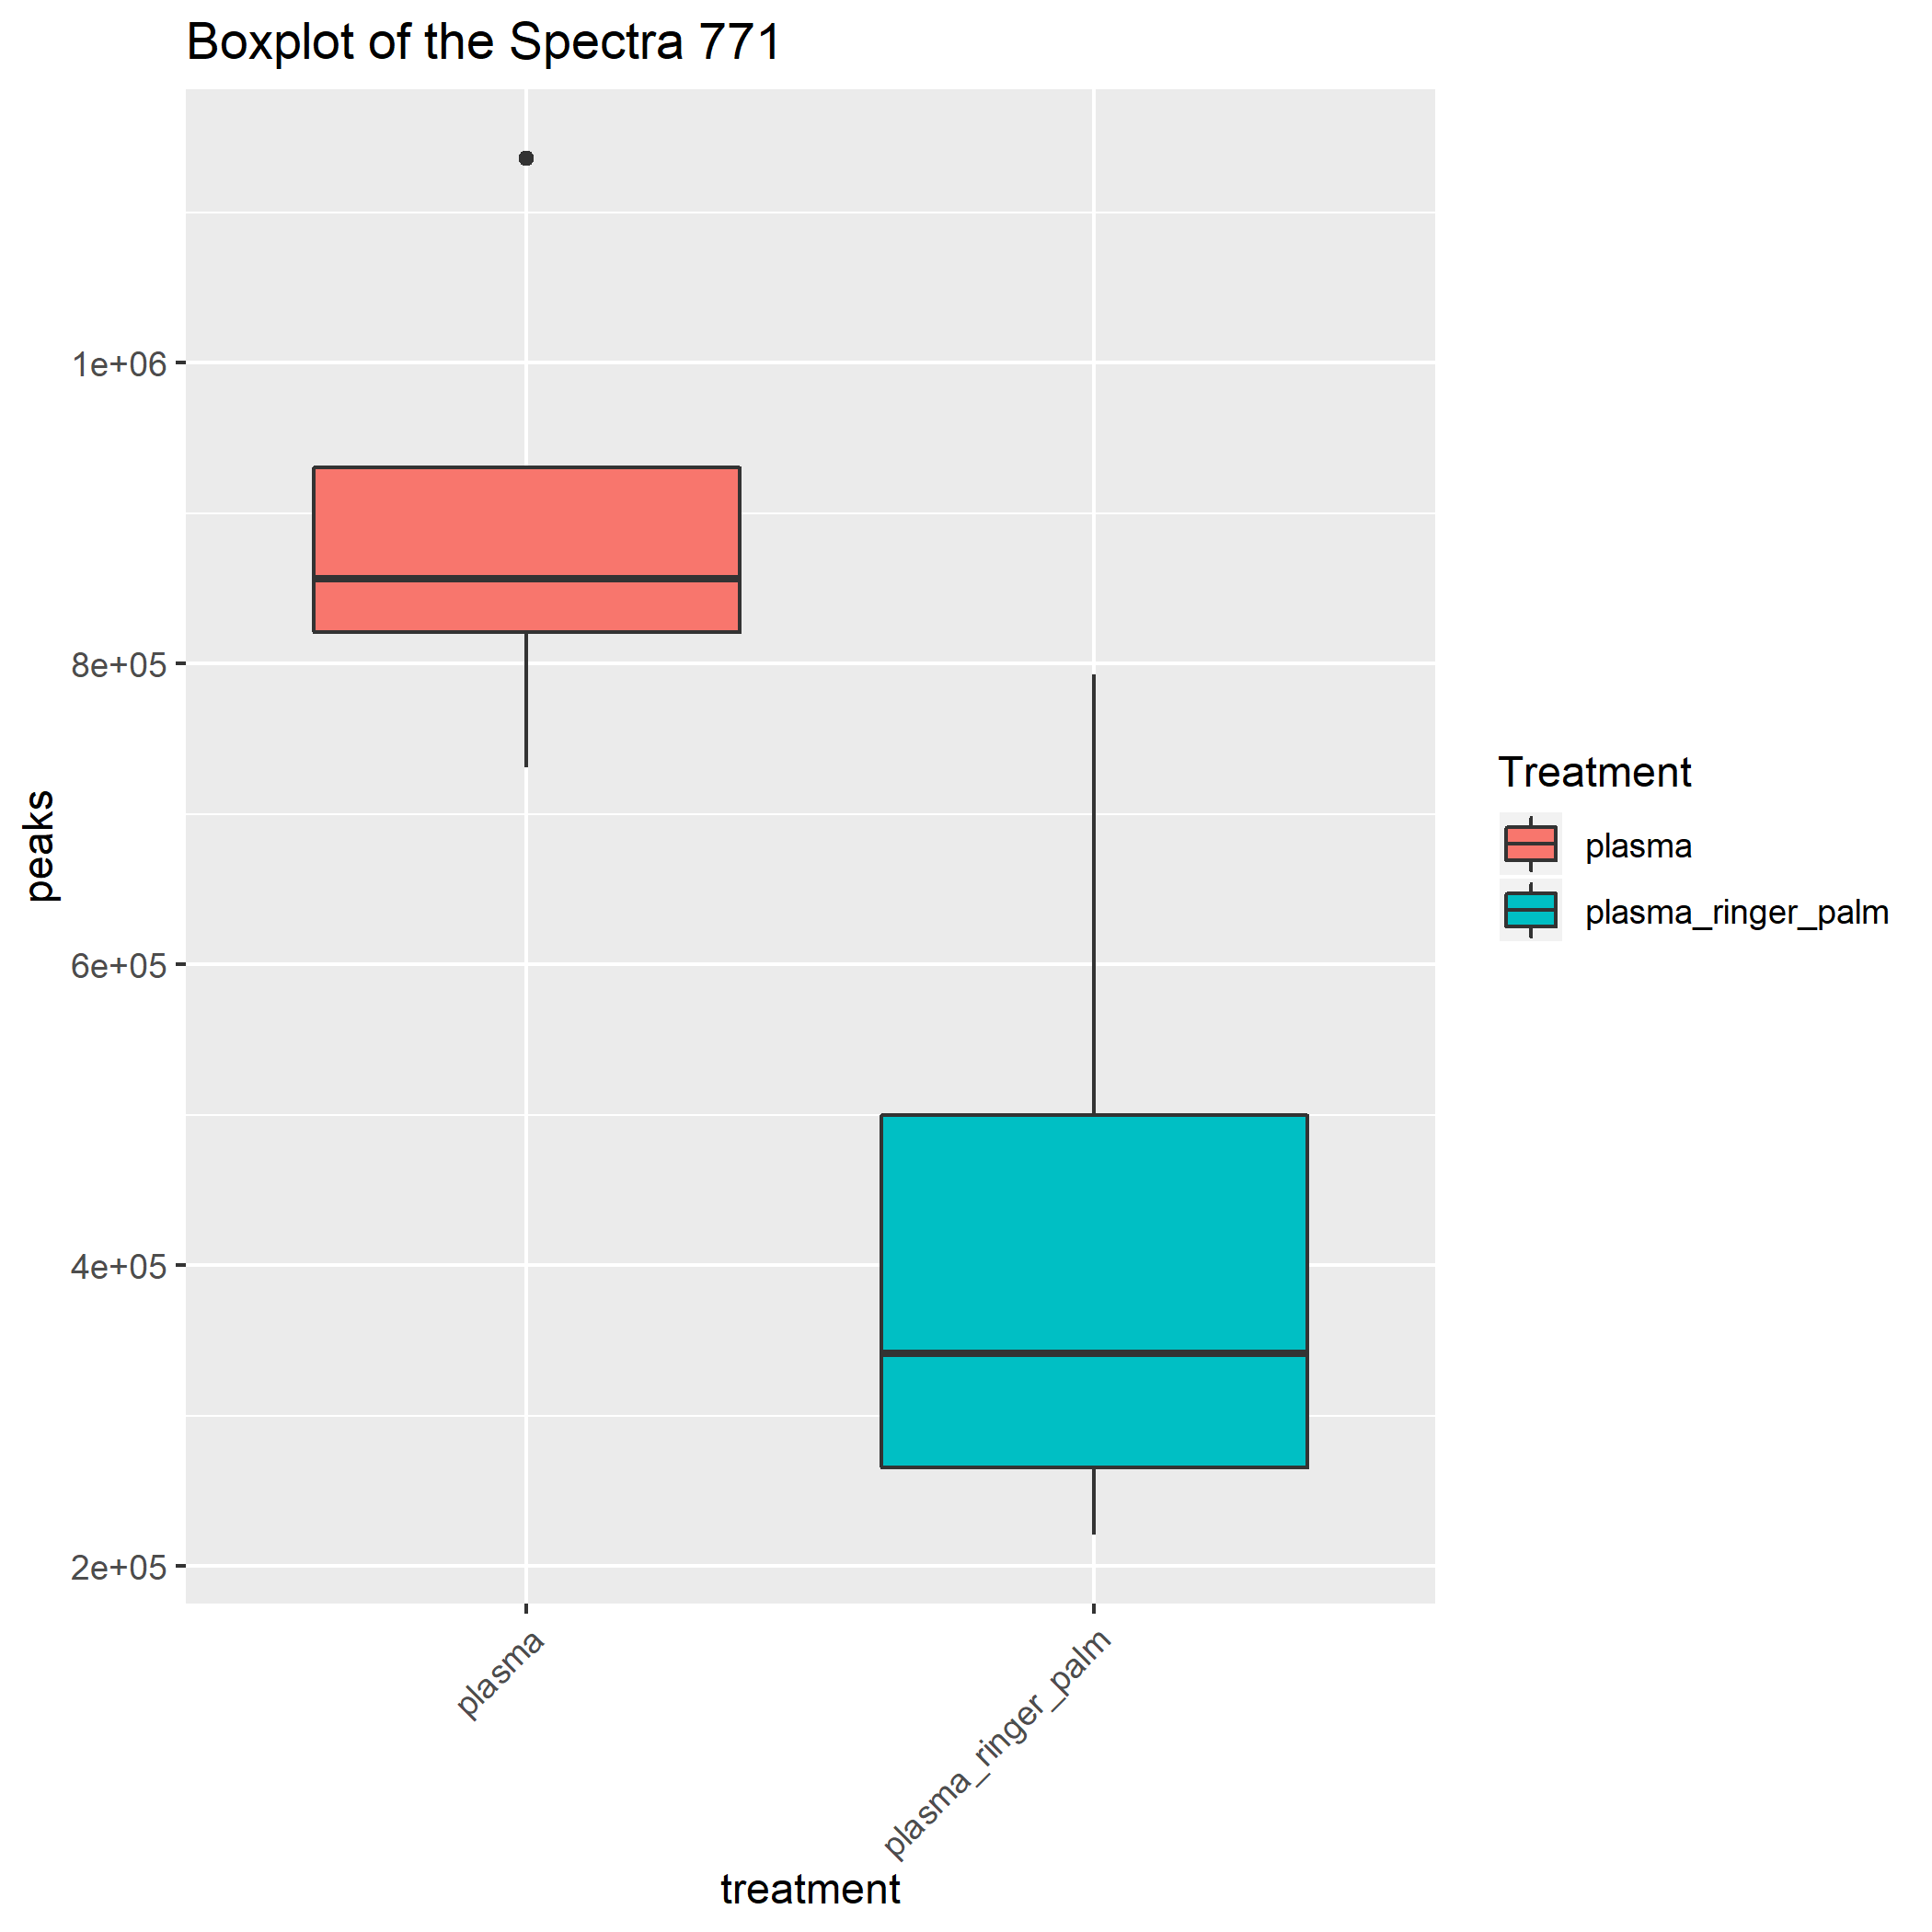 Boxplot of the Spectra 771
1e+06
8e+05
6e+05
4e+05
2e+05
peaks
plasma
plasma_ringer_palm
treatment
Treatment
plasma
plasma_ringer_palm